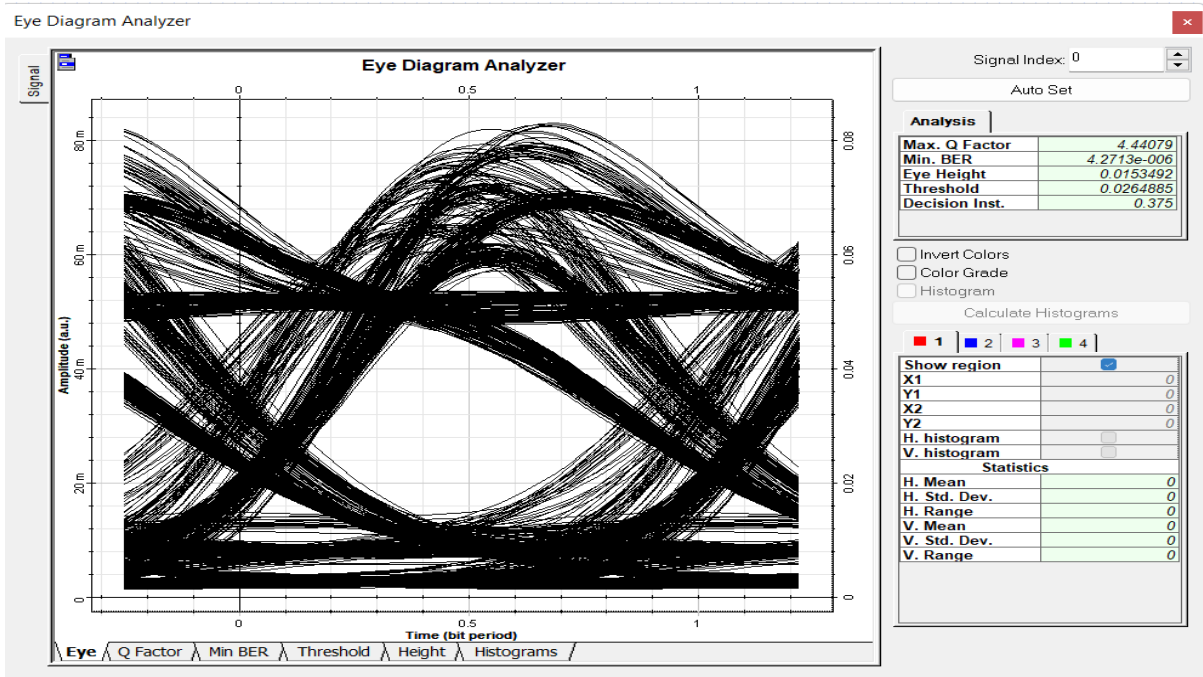 Eye Diagram Analyzer
Signal
Eye Diagram Analyzer
0 0.5 1
Amplitude (a.u.)
80 m
60 m
40 m
20 m
0
0.08
0.06
0.04
0.02
0
0 0.5 1
Time (bit period)
Eye Q Factor Min BER Threshold Height Histograms
Signal Index: 0
Auto Set
Analysis
Max. Q Factor 4.44079
Min. BER 4.2713e-006
Eye Height 0.0153492
Threshold 0.0264885
Decision Inst. 0.375
Invert Colors
Color Grade
Histogram
Calculate Histograms
1 2 3 4
Show region
X1 0
Y1 0
X2 0
Y2 0
H. histogram
V. histogram
Statistics
H. Mean 0
H. Std. Dev. 0
H. Range 0
V. Mean 0
V. Std. Dev. 0
V. Range 0